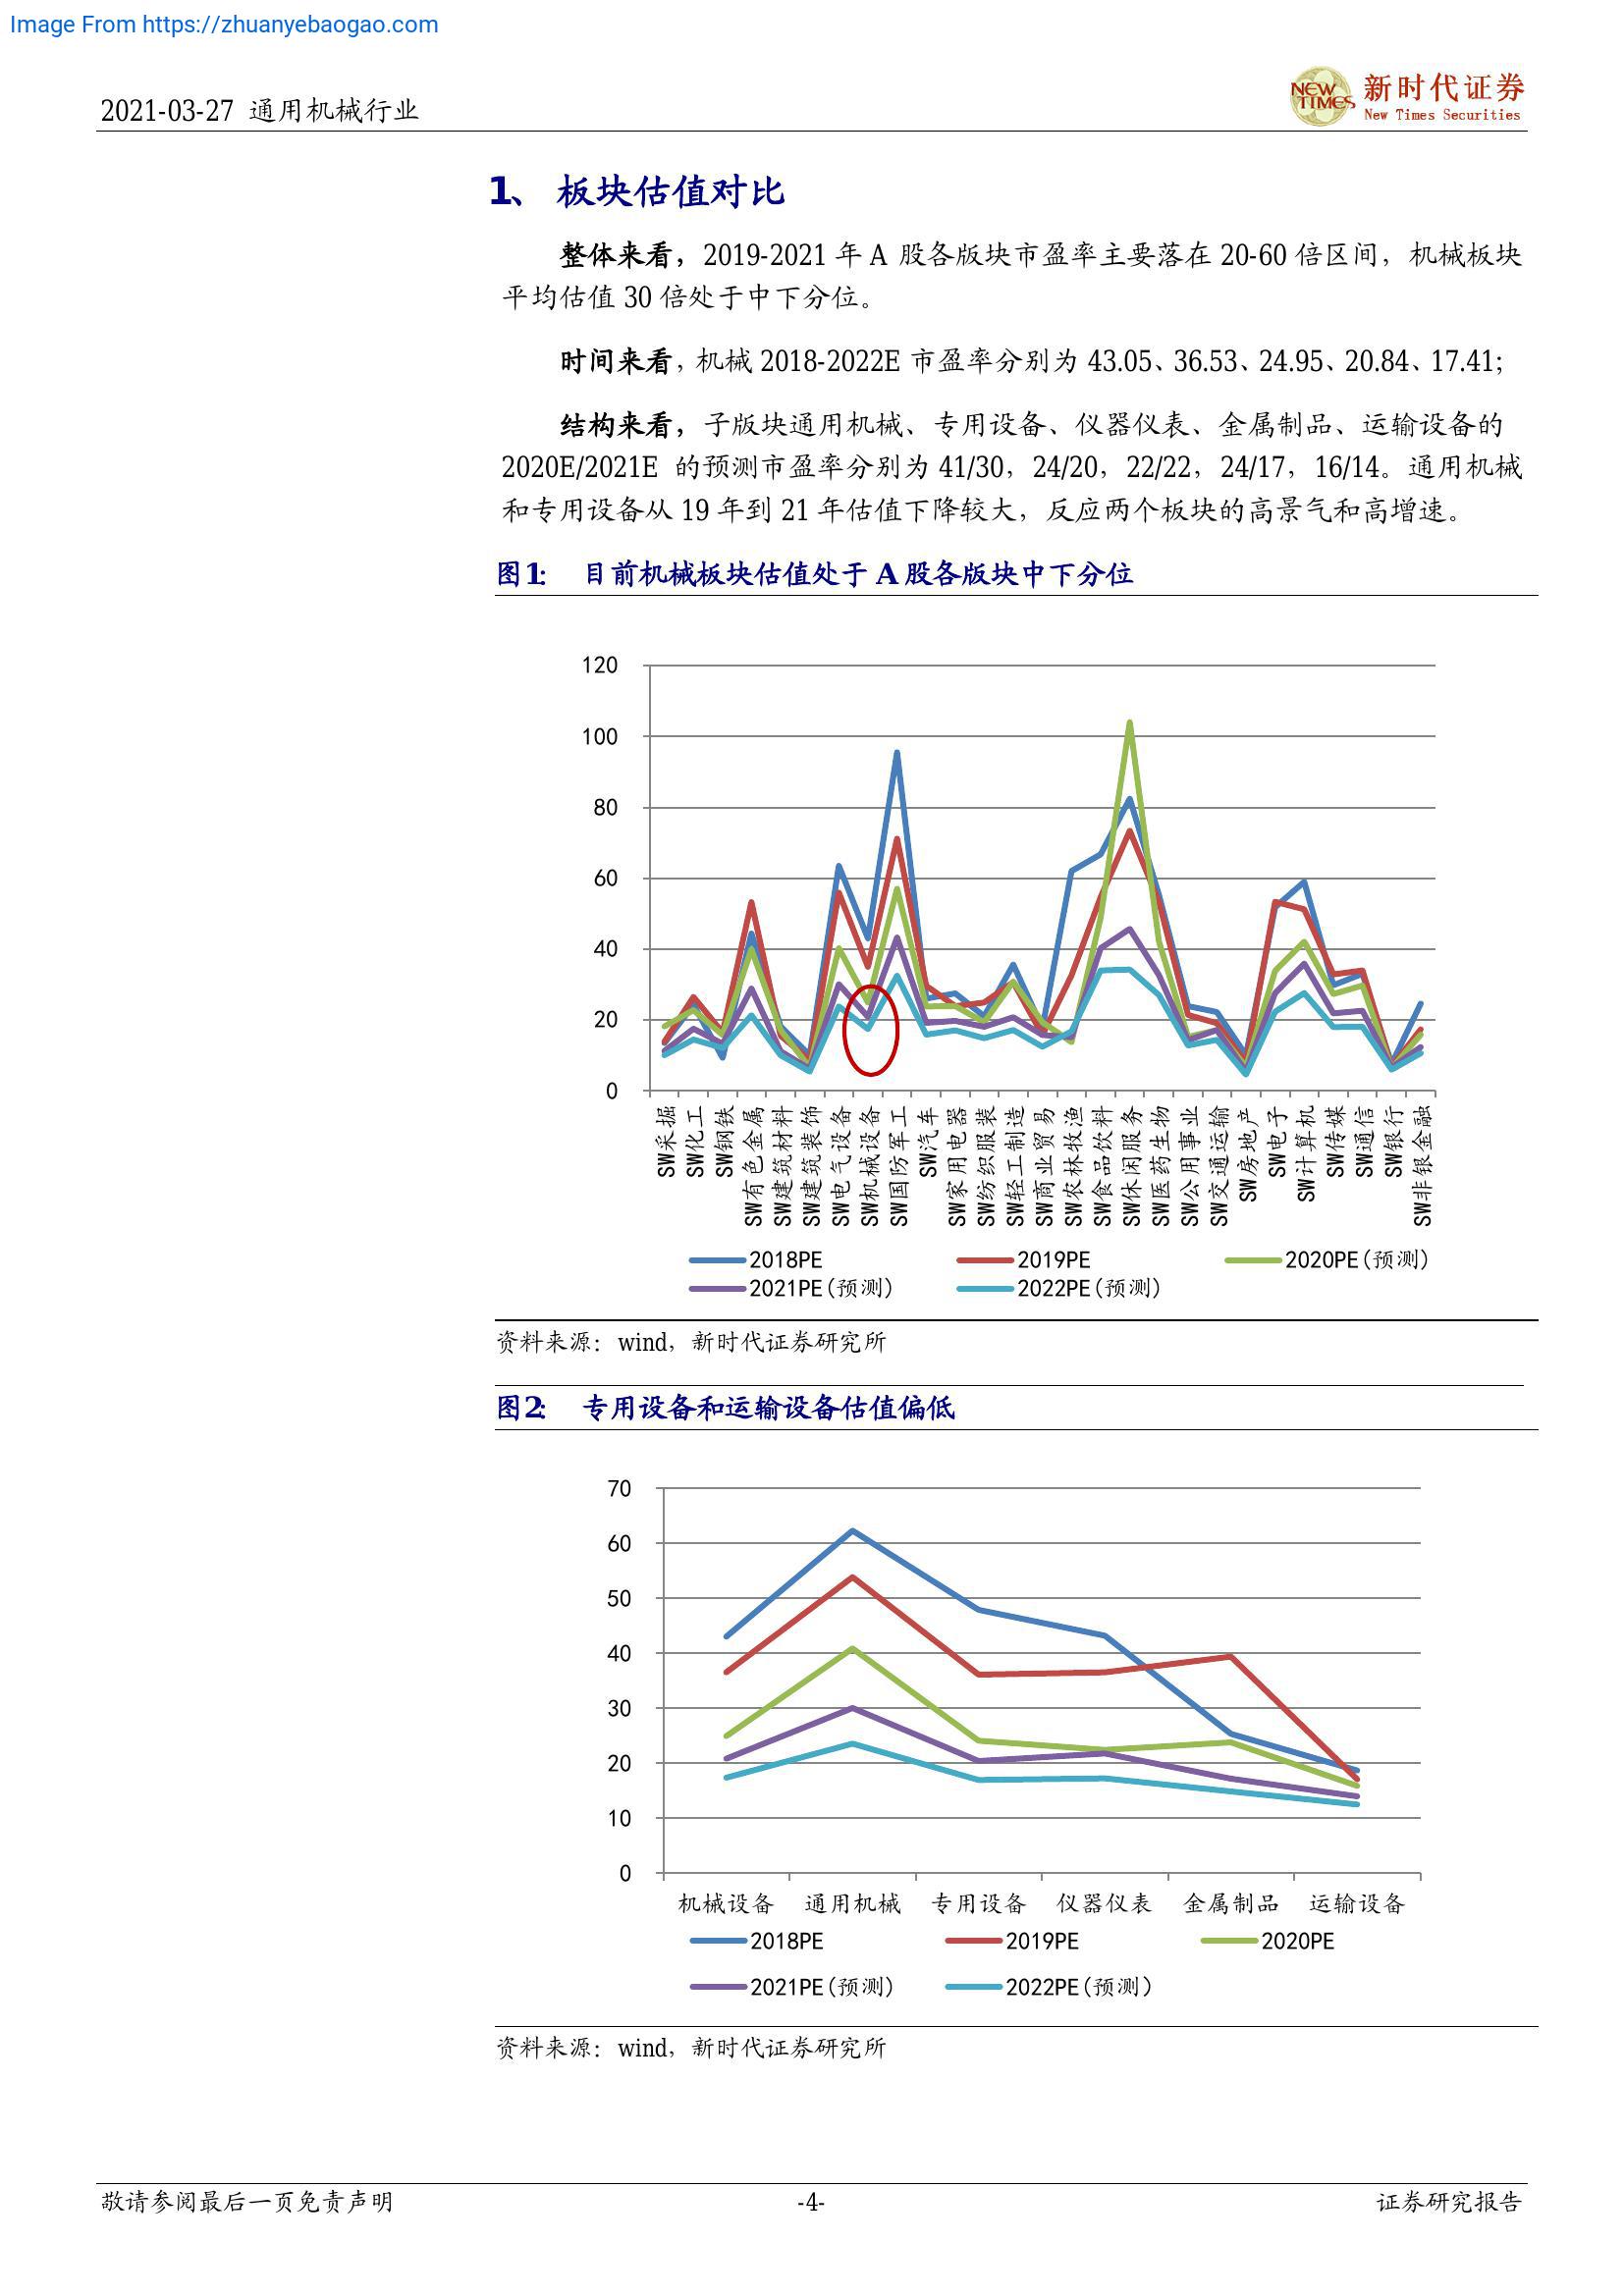 Image From https://zhuanyebaogao.com
2021-03-27 通用机械行业
NEW TIMES
新时代证券
New Times Securities
1、 板块估值对比
整体来看，2019-2021 年 A 股各版块市盈率主要落在 20-60 倍区间，机械板块
平均估值 30 倍处于中下分位。
时间来看，机械 2018-2022E 市盈率分别为 43.05、36.53、24.95、20.84、17.41；
结构来看，子版块通用机械、专用设备、仪器仪表、金属制品、运输设备的
2020E/2021E 的预测市盈率分别为 41/30，24/20，22/22，24/17，16/14。通用机械
和专用设备从 19 年到 21 年估值下降较大，反应两个板块的高景气和高增速。
图1： 目前机械板块估值处于 A 股各版块中下分位
120
100
80
60
40
20
0
SW采掘
SW化工
SW钢铁
SW有色金属
SW建筑材料
SW建筑装饰
SW电气设备
SW机械设备
SW国防军工
SW汽车
SW家用电器
SW纺织服装
SW轻工制造
SW商业贸易
SW农林牧渔
SW食品饮料
SW休闲服务
SW医药生物
SW公用事业
SW交通运输
SW房地产
SW电子
SW计算机
SW传媒
SW通信
SW银行
SW非银金融
2018PE 2019PE 2020PE(预测)
2021PE(预测) 2022PE(预测)
资料来源：wind，新时代证券研究所
图2： 专用设备和运输设备估值偏低
70
60
50
40
30
20
10
0
机械设备 通用机械 专用设备 仪器仪表 金属制品 运输设备
2018PE 2019PE 2020PE
2021PE(预测) 2022PE(预测)
资料来源：wind，新时代证券研究所
敬请参阅最后一页免责声明 -4- 证券研究报告